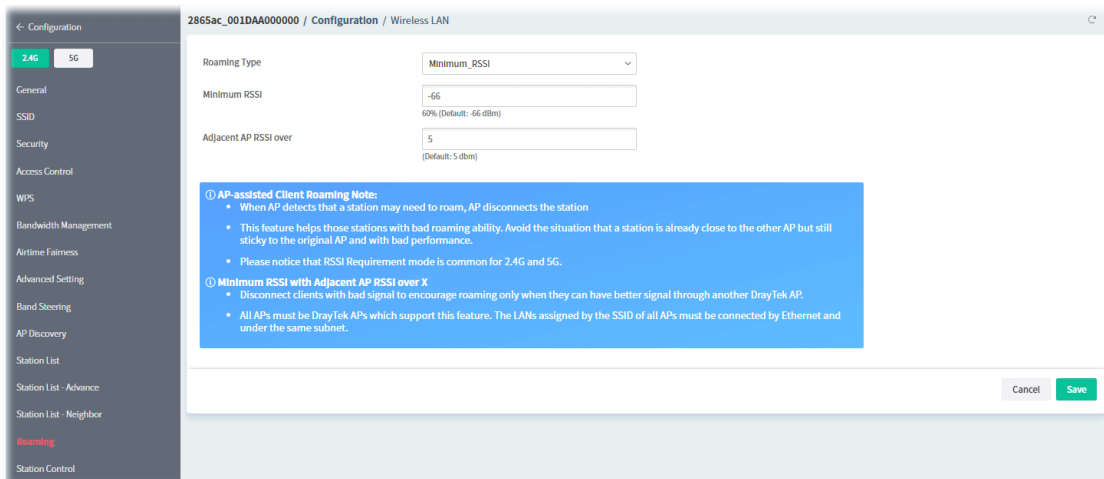 ← Configuration
2.4G 5G
General
SSID
Security
Access Control
WPS
Bandwidth Management
Airtime Fairness
Advanced Setting
Band Steering
AP Discovery
Station List
Station List - Advance
Station List - Neighbor
Roaming
Station Control
2865ac_001DAA000000 / Configuration / Wireless LAN
Roaming Type
Minimum_RSSI
Minimum RSSI
-66
60% (Default: -66 dBm)
Adjacent AP RSSI over
5
(Default: 5 dbm)
AP-assisted Client Roaming Note:
• When AP detects that a station may need to roam, AP disconnects the station
• This feature helps those stations with bad roaming ability. Avoid the situation that a station is already close to the other AP but still
sticky to the original AP and with bad performance.
• Please notice that RSSI Requirement mode is common for 2.4G and 5G.
Minimum RSSI with Adjacent AP RSSI over X
• Disconnect clients with bad signal to encourage roaming only when they can have better signal through another DrayTek AP.
• All APs must be DrayTek APs which support this feature. The LANs assigned by the SSID of all APs must be connected by Ethernet and
under the same subnet.
Cancel Save